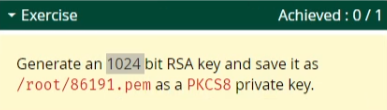 Exercise Achieved : 0 / 1
Generate an 1024 bit RSA key and save it as
/root/86191.pem as a PKCS8 private key.